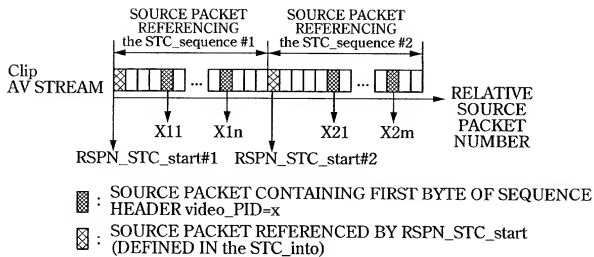 SOURCE PACKET
REFERENCING
the STC_sequence #1
SOURCE PACKET
REFERENCING
the STC_sequence #2
Clip
AV STREAM
...
...
RELATIVE
SOURCE
PACKET
NUMBER
X11
X1n
X21
X2m
RSPN_STC_start#1
RSPN_STC_start#2
: SOURCE PACKET CONTAINING FIRST BYTE OF SEQUENCE
HEADER video_PID=x
: SOURCE PACKET REFERENCED BY RSPN_STC_start
(DEFINED IN the STC_into)